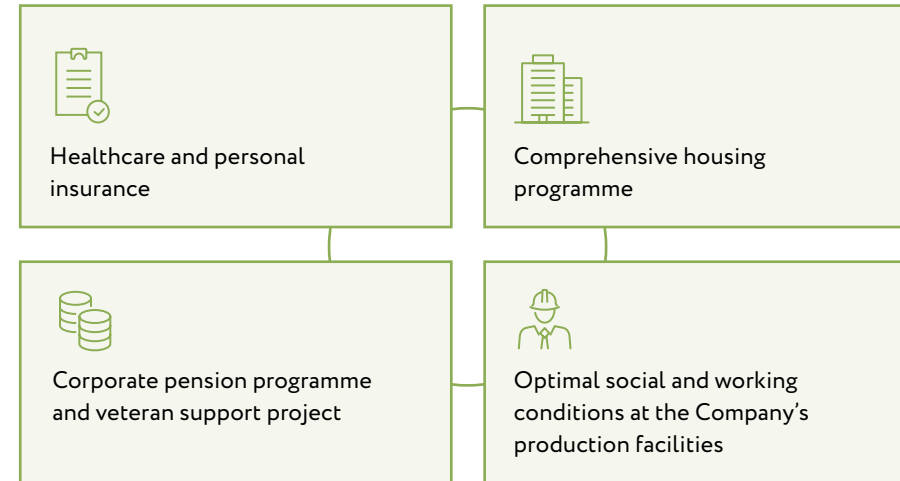 Healthcare and personal
insurance
Comprehensive housing
programme
Corporate pension programme
and veteran support project
Optimal social and working
conditions at the Company’s
production facilities